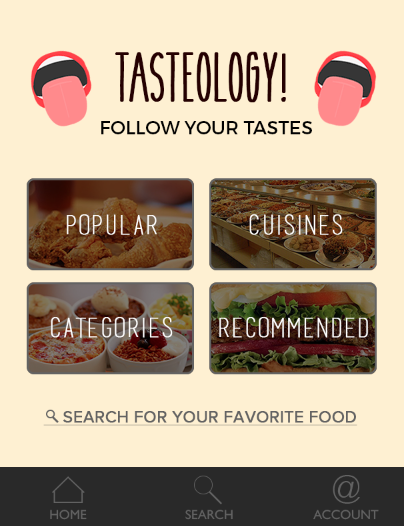 TASTEOLOGY!
FOLLOW YOUR TASTES
POPULAR
CUISINES
CATEGORIES
RECOMMENDED
SEARCH FOR YOUR FAVORITE FOOD
HOME
SEARCH
@
ACCOUNT